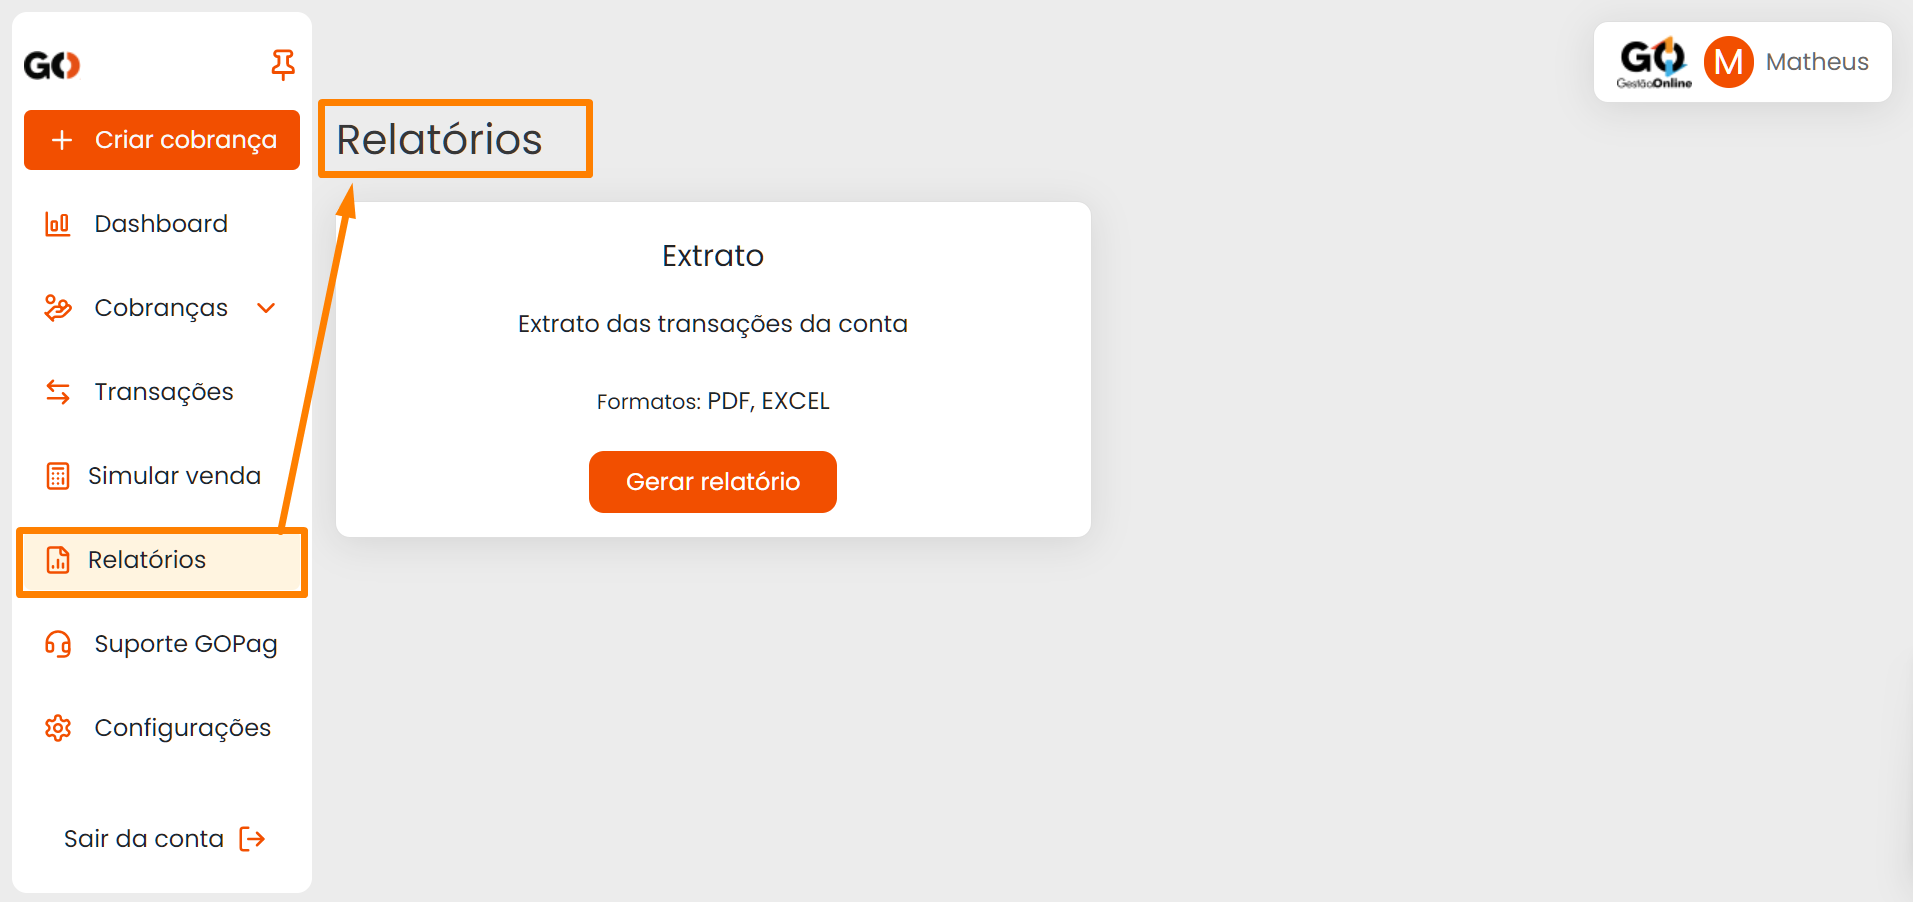 GO
Criar cobrança
Dashboard
Cobranças
Transações
Simular venda
Relatórios
Suporte GOPag
Configurações
Sair da conta
Relatórios
Extrato
Extrato das transações da conta
Formatos: PDF, EXCEL
Gerar relatório
GO
GestãoOnline
M
Matheus